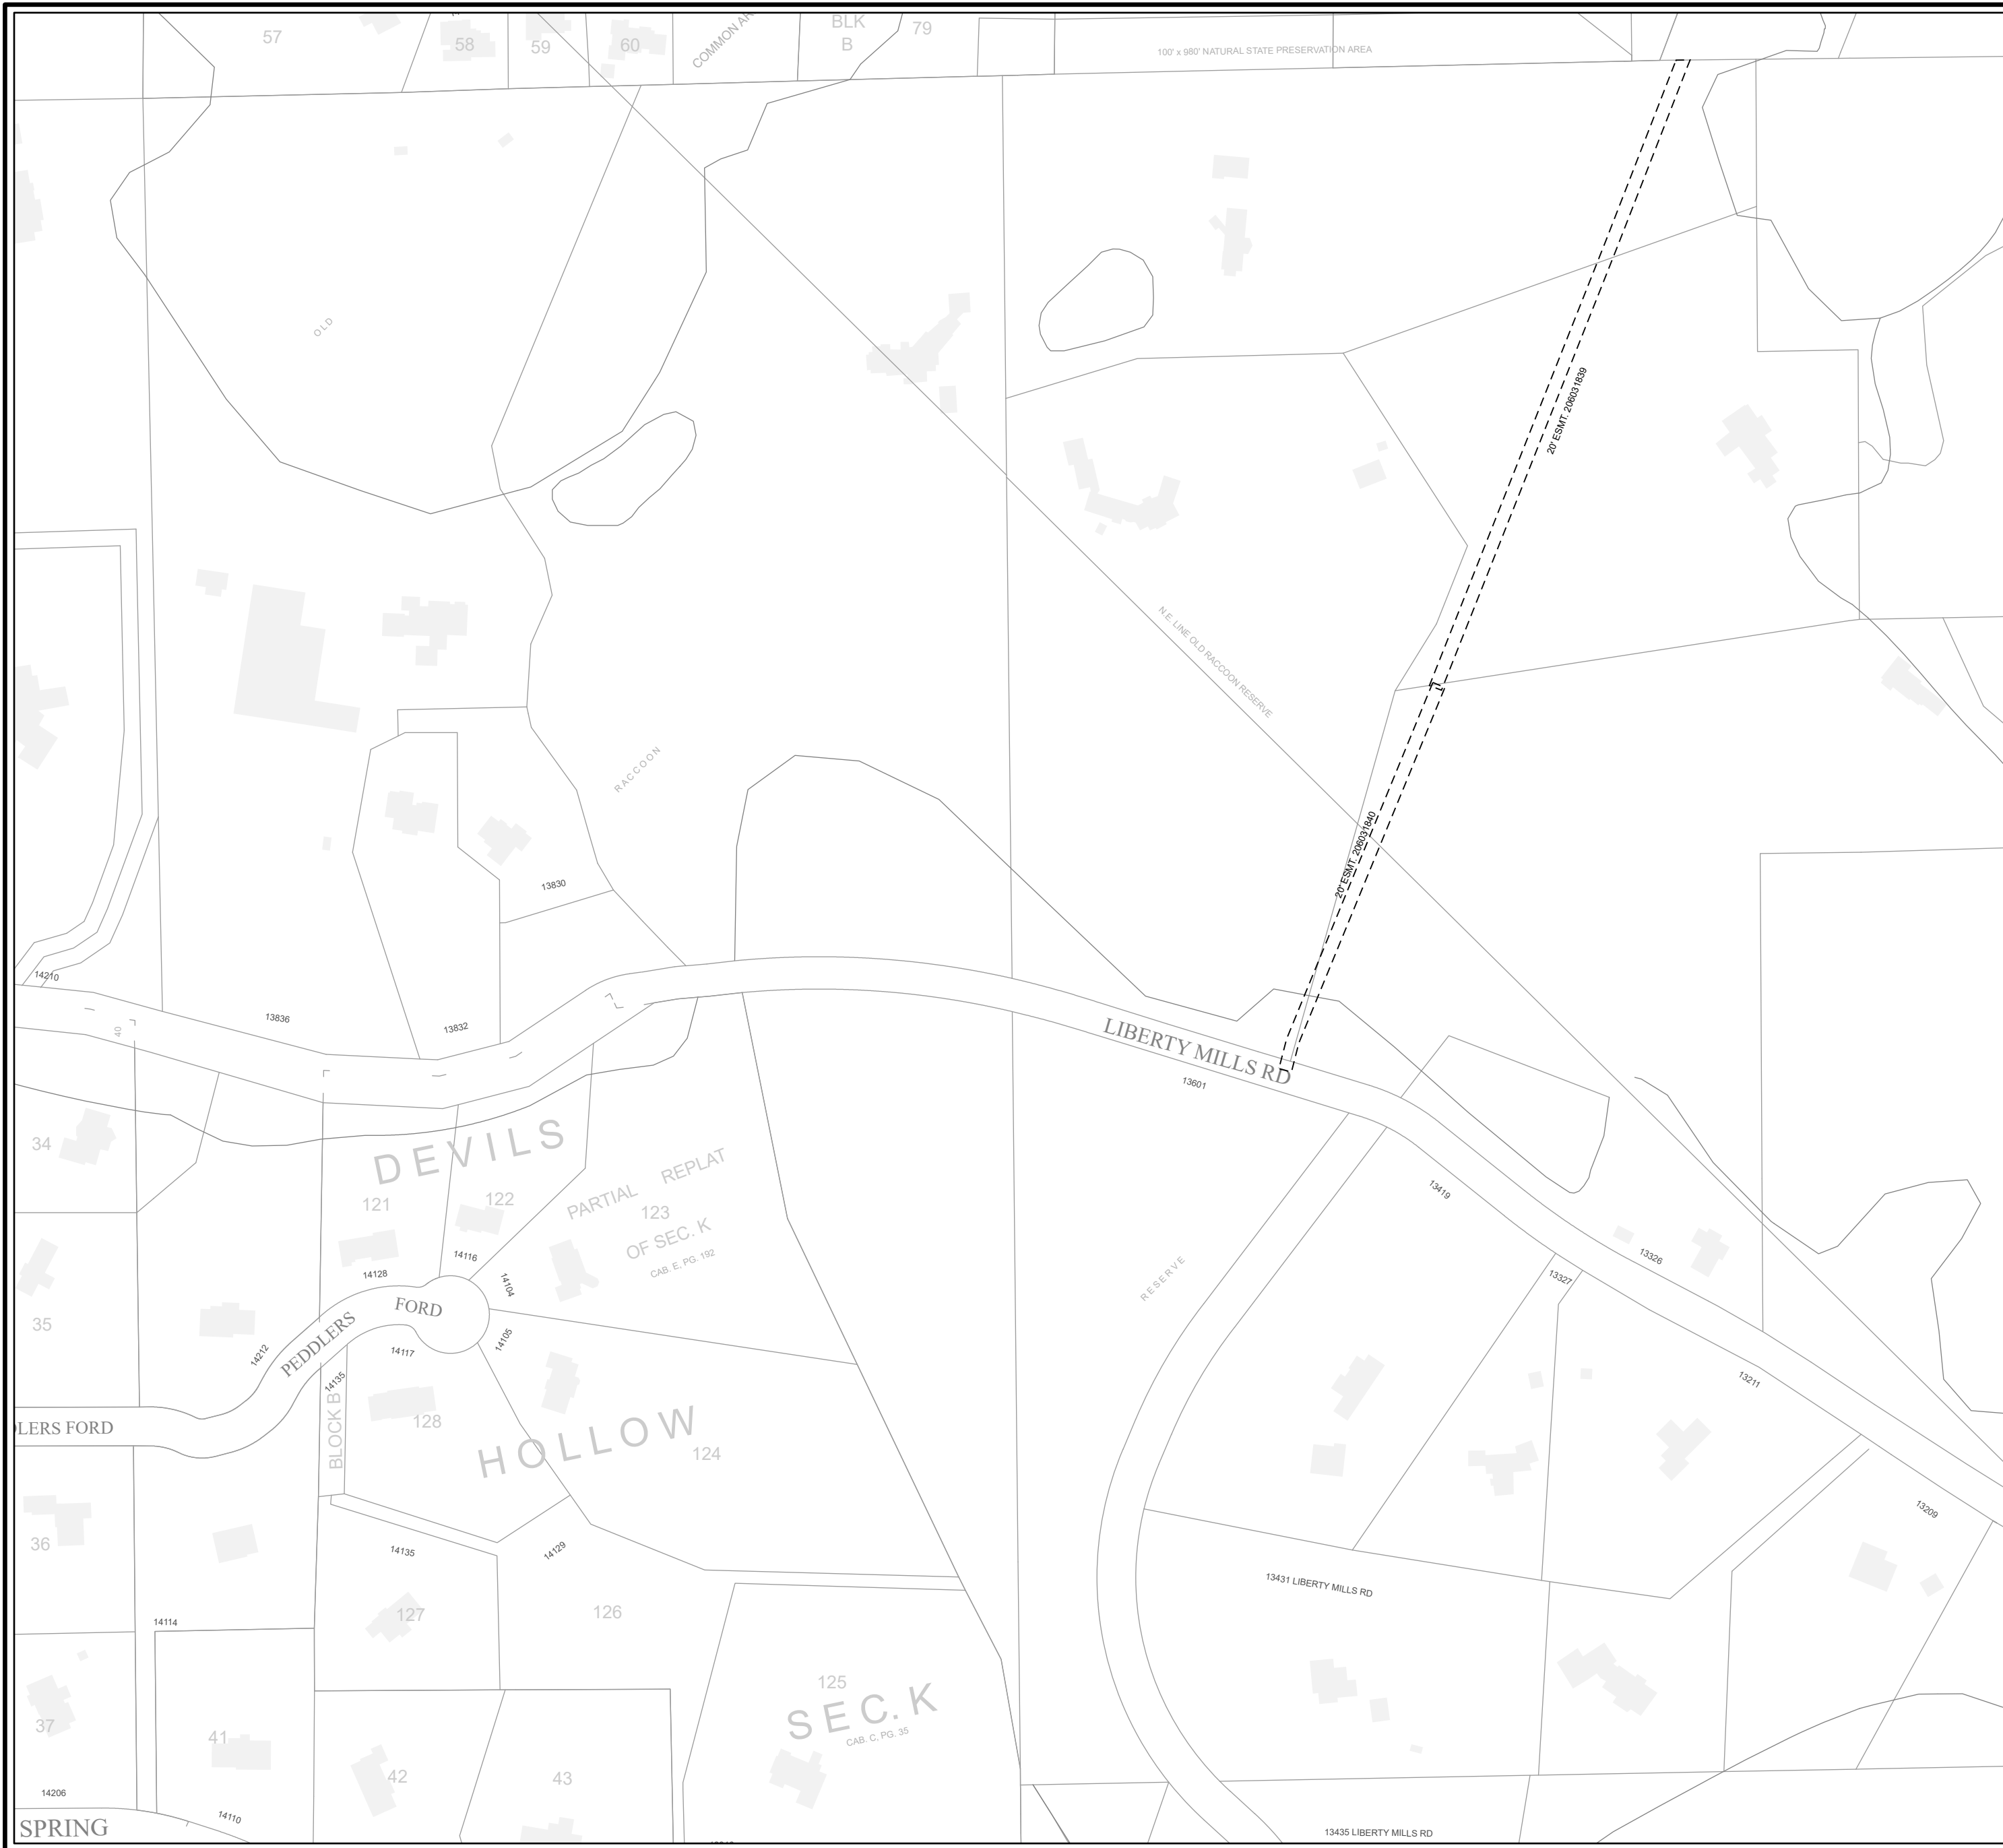 57
58
59
60
COMMON AR
BLK
B
79
100' x 980' NATURAL STATE PRESERVATION AREA
OLD
20' ESMT. 206031839
N.E. LINE OLD RACCOON RESERVE
RACCOON
20' ESMT. 206031840
13830
14210
40
13836
13832
LIBERTY MILLS RD
13601
34
DEVILS
121
122
PARTIAL REPLAT
123
OF SEC. K
CAB. E, PG. 192
13419
14116
14128
14104
RESERVE
13326
13327
35
FORD
PEDDLERS
14212
14117
14105
14135
13211
BLOCK B
128
LERS FORD
HOLLOW
124
13209
36
14135
14129
13431 LIBERTY MILLS RD
127
126
14114
125
SEC. K
CAB. C, PG. 35
37
41
42
43
14206
14110
SPRING
13435 LIBERTY MILLS RD